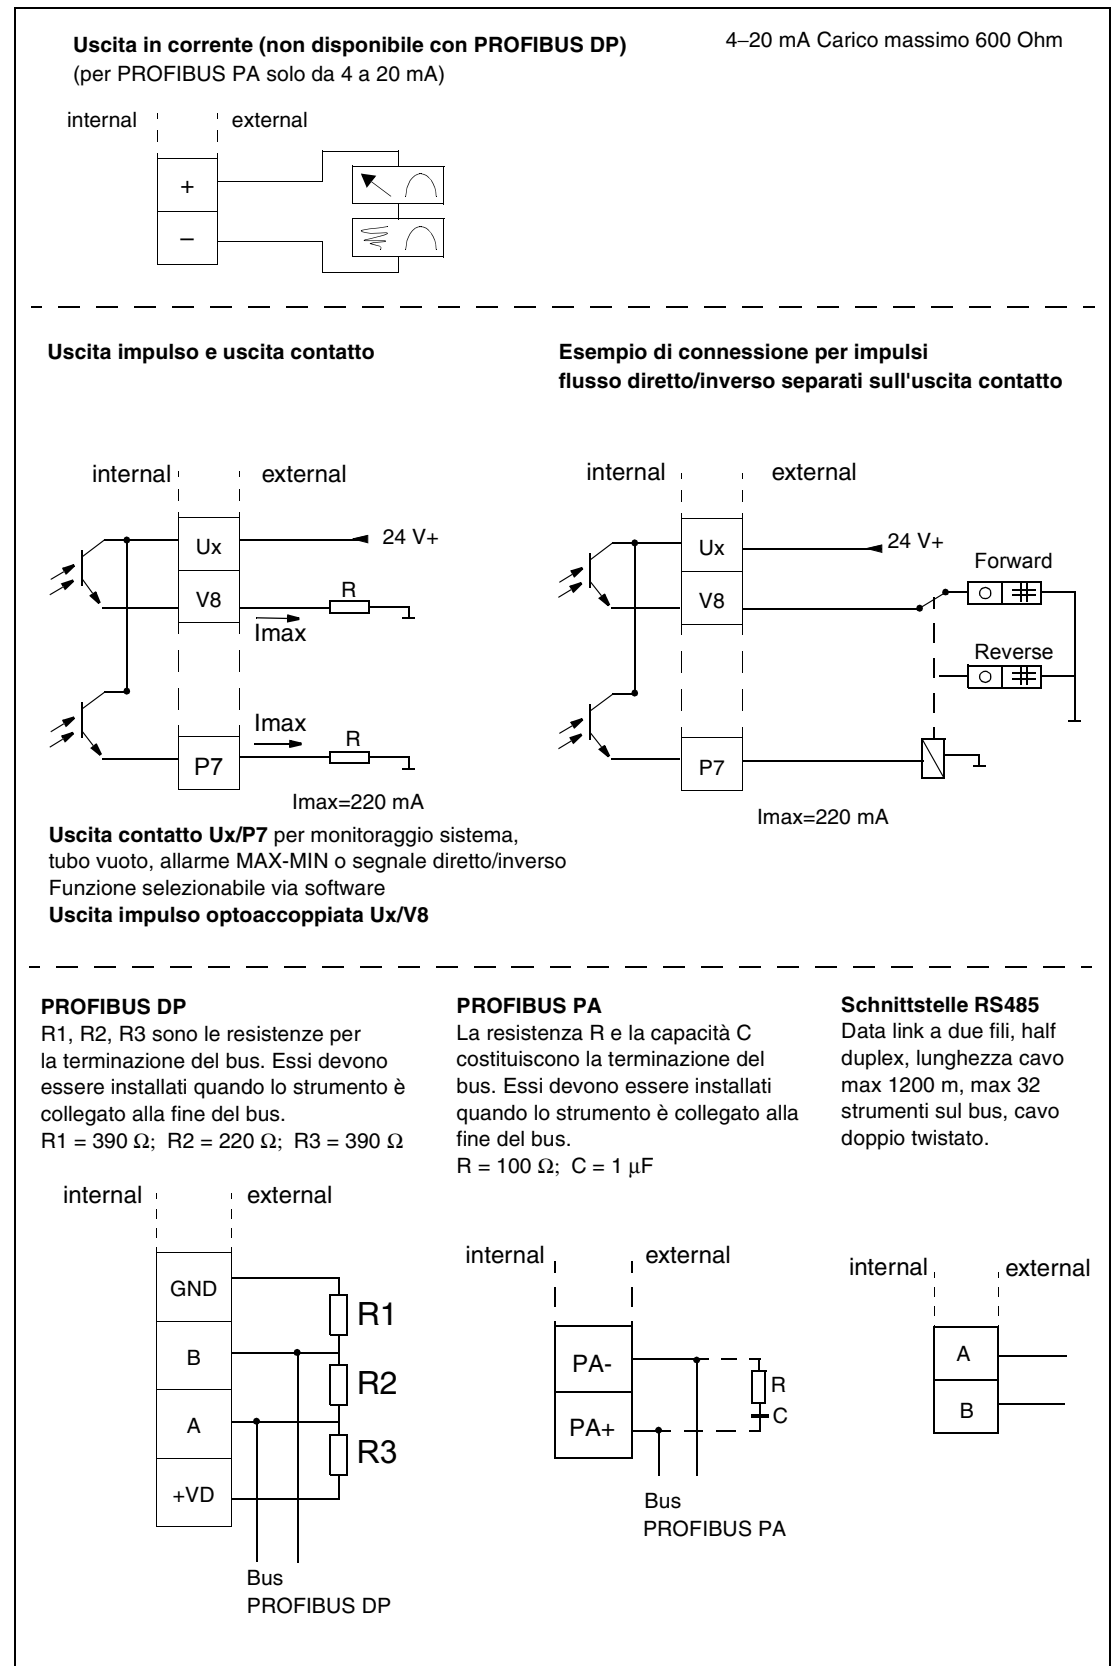 Uscita in corrente (non disponibile con PROFIBUS DP)
(per PROFIBUS PA solo da 4 a 20 mA)
4–20 mA Carico massimo 600 Ohm
internal external
+
–
Uscita impulso e uscita contatto
internal external
Ux
24 V+
V8
R
Imax
Imax
R
P7
Imax=220 mA
Uscita contatto Ux/P7 per monitoraggio sistema,
tubo vuoto, allarme MAX-MIN o segnale diretto/inverso
Funzione selezionabile via software
Uscita impulso optoaccoppiata Ux/V8
Esempio di connessione per impulsi
flusso diretto/inverso separati sull'uscita contatto
internal external
Ux
24 V+
Forward
V8
Reverse
P7
Imax=220 mA
PROFIBUS DP
R1, R2, R3 sono le resistenze per
la terminazione del bus. Essi devono
essere installati quando lo strumento è
collegato alla fine del bus.
R1 = 390 Ω; R2 = 220 Ω; R3 = 390 Ω
internal external
GND
R1
B
R2
A
R3
+VD
Bus
PROFIBUS DP
PROFIBUS PA
La resistenza R e la capacità C
costituiscono la terminazione del
bus. Essi devono essere installati
quando lo strumento è collegato alla
fine del bus.
R = 100 Ω; C = 1 μF
internal external
PA-
R
C
PA+
Bus
PROFIBUS PA
Schnittstelle RS485
Data link a due fili, half
duplex, lunghezza cavo
max 1200 m, max 32
strumenti sul bus, cavo
doppio twistato.
internal external
A
B